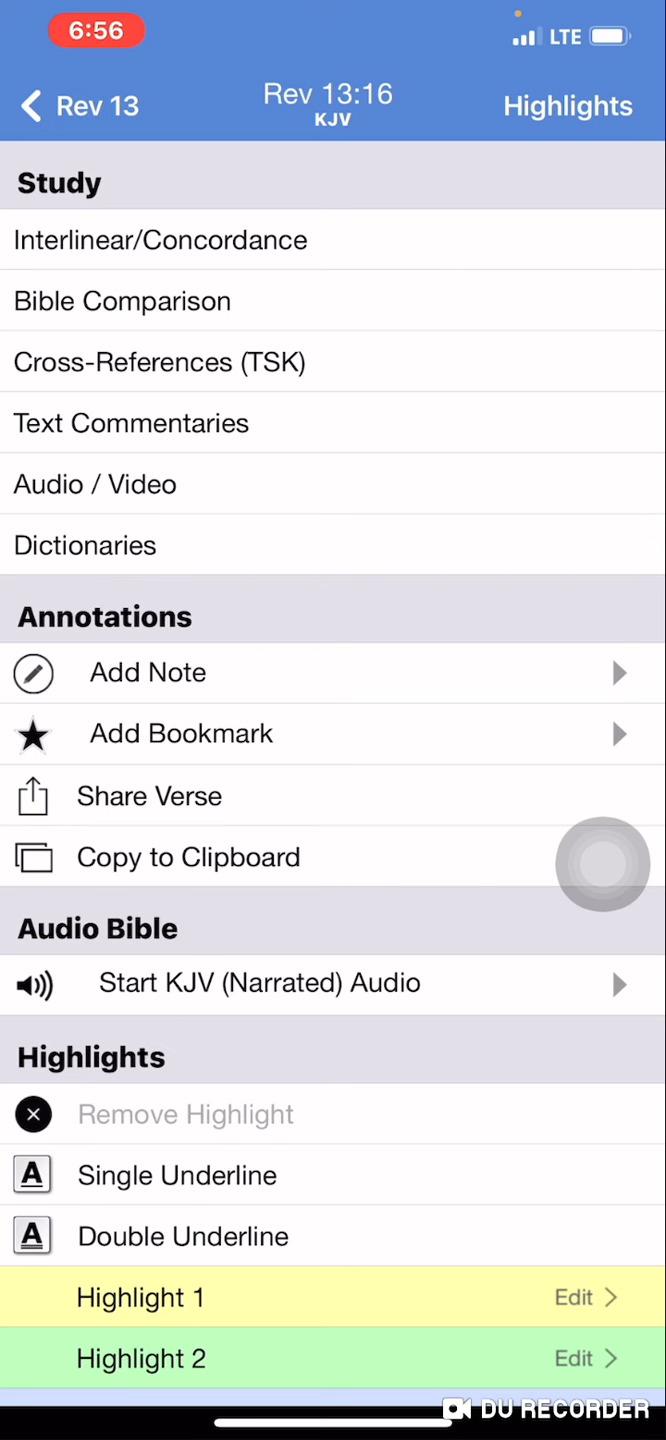 6:56
LTE
Rev 13
Rev 13:16
KJV
Highlights
Study
Interlinear/Concordance
Bible Comparison
Cross-References (TSK)
Text Commentaries
Audio / Video
Dictionaries
Annotations
Add Note
Add Bookmark
Share Verse
Copy to Clipboard
Audio Bible
Start KJV (Narrated) Audio
Highlights
Remove Highlight
A Single Underline
A Double Underline
Highlight 1 Edit
Highlight 2 Edit
DU RECORDER